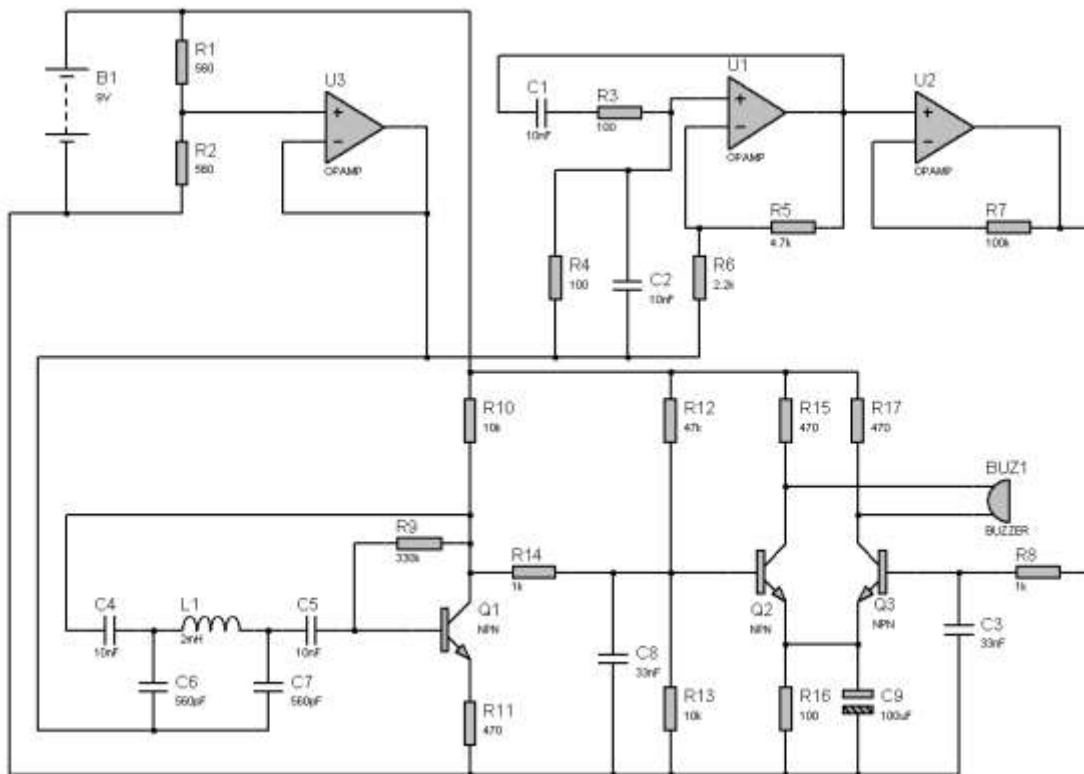 B1
9V
R1
560
R2
560
U3
+
−
OPAMP
C1
10nF
R3
100
U1
+
−
OPAMP
U2
+
−
OPAMP
R5
4.7k
R7
100k
R4
100
C2
10nF
R6
2.2k
R10
10k
R12
47k
R15
470
R17
470
BUZ1
BUZZER
R9
330k
R14
1k
R8
1k
C4
10nF
L1
2mH
C5
10nF
Q1
NPN
Q2
NPN
Q3
NPN
C3
33nF
C6
560pF
C7
560pF
C8
33nF
R11
470
R13
10k
R16
100
C9
100uF